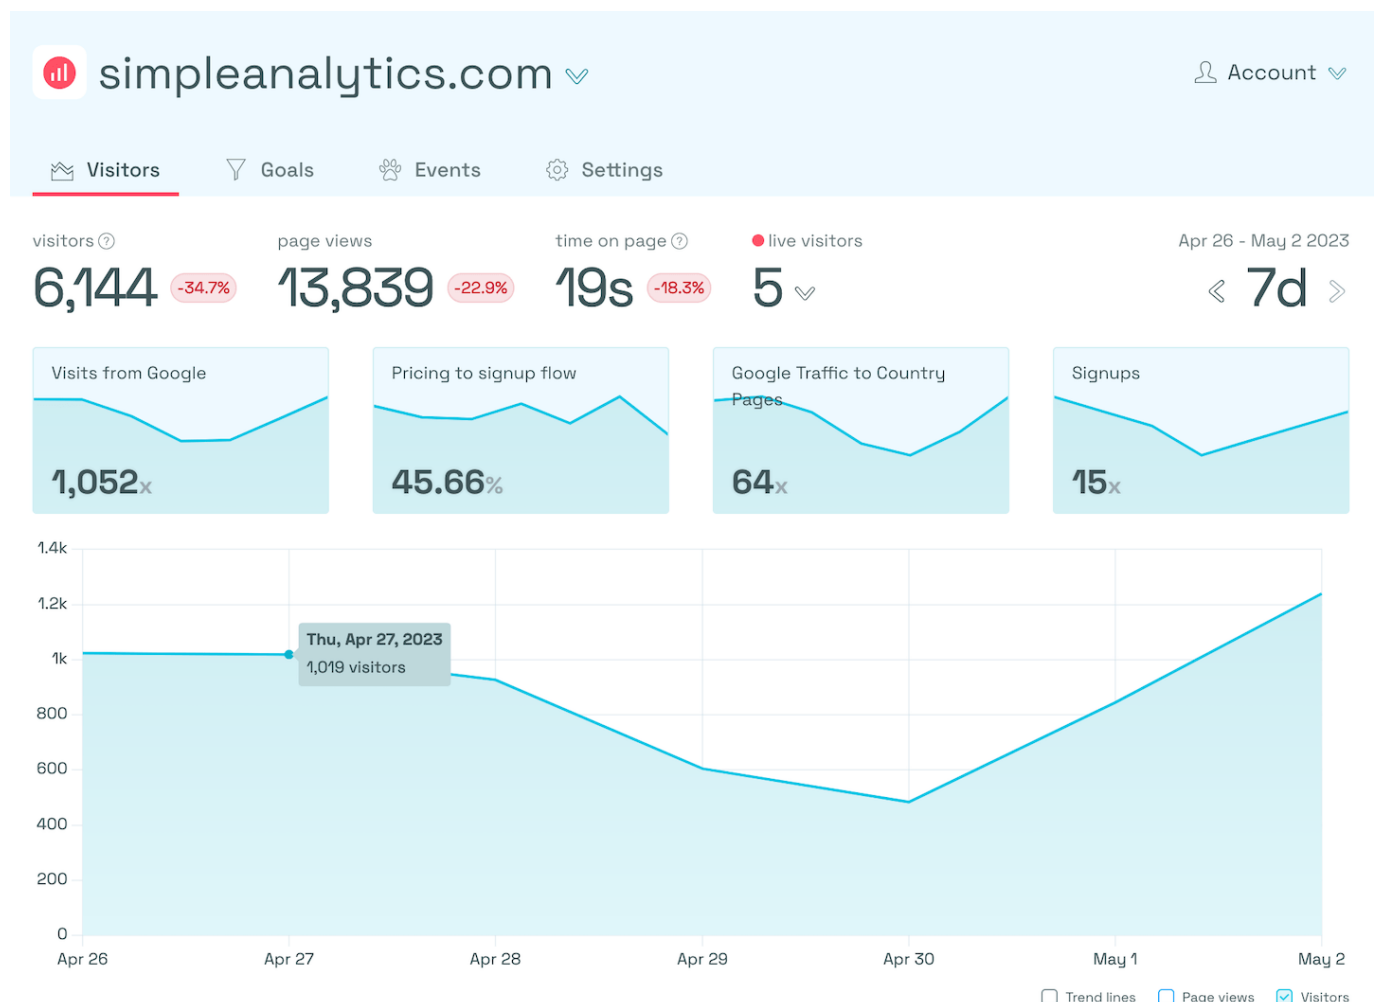 simpleanalytics.com
Account
Visitors Goals Events Settings
visitors ? page views time on page ? live visitors Apr 26 - May 2 2023
6,144 -34.7% 13,839 -22.9% 19s -18.3% 5 7d
Visits from Google
1,052x
Pricing to signup flow
45.66%
Google Traffic to Country
Pages
64x
Signups
15x
1.4k
1.2k
1k
800
600
400
200
0
Thu, Apr 27, 2023
1,019 visitors
Apr 26 Apr 27 Apr 28 Apr 29 Apr 30 May 1 May 2
Trend lines Page views Visitors